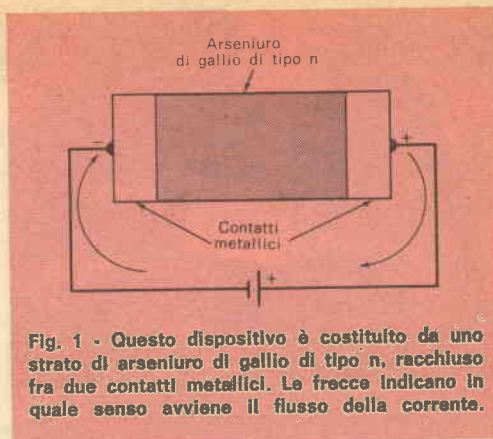 Arseniuro
di gallio di tipo n
− +
Contatti
metallici
+
Fig. 1 - Questo dispositivo è costituito da uno
strato di arseniuro di gallio di tipo n, racchiuso
fra due contatti metallici. Le frecce indicano in
quale senso avviene il flusso della corrente.